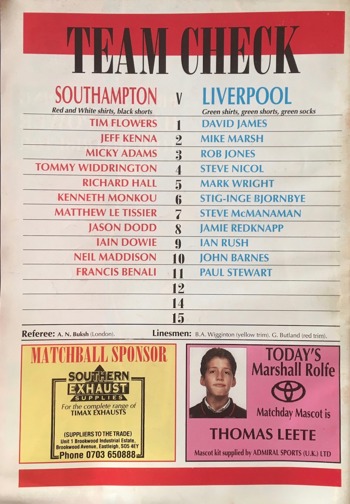 TEAM CHECK
SOUTHAMPTON V LIVERPOOL
Red and White shirts, black shorts Green shirts, green shorts, green socks
TIM FLOWERS 1 DAVID JAMES
JEFF KENNA 2 MIKE MARSH
MICKY ADAMS 3 ROB JONES
TOMMY WIDDRINGTON 4 STEVE NICOL
RICHARD HALL 5 MARK WRIGHT
KENNETH MONKOU 6 STIG-INGE BJORNBYE
MATTHEW LE TISSIER 7 STEVE McMANAMAN
JASON DODD 8 JAMIE REDKNAPP
IAIN DOWIE 9 IAN RUSH
NEIL MADDISON 10 JOHN BARNES
FRANCIS BENALI 11 PAUL STEWART
12
14
15
Referee: A. N. Buksh (London). Linesmen: B.A. Wigginton (yellow trim), G. Butland (red trim).
MATCHBALL SPONSOR
SOUTHERN
EXHAUST
SUPPLIES
For the complete range of
TIMAX EXHAUSTS
(SUPPLIERS TO THE TRADE)
Unit 1 Brookwood Industrial Estate,
Brookwood Avenue, Eastleigh, SO5 4EY
Phone 0703 650888
TODAY'S
Marshall Rolfe
TOYOTA
Matchday Mascot is
THOMAS LEETE
Mascot kit supplied by ADMIRAL SPORTS (U.K.) LTD